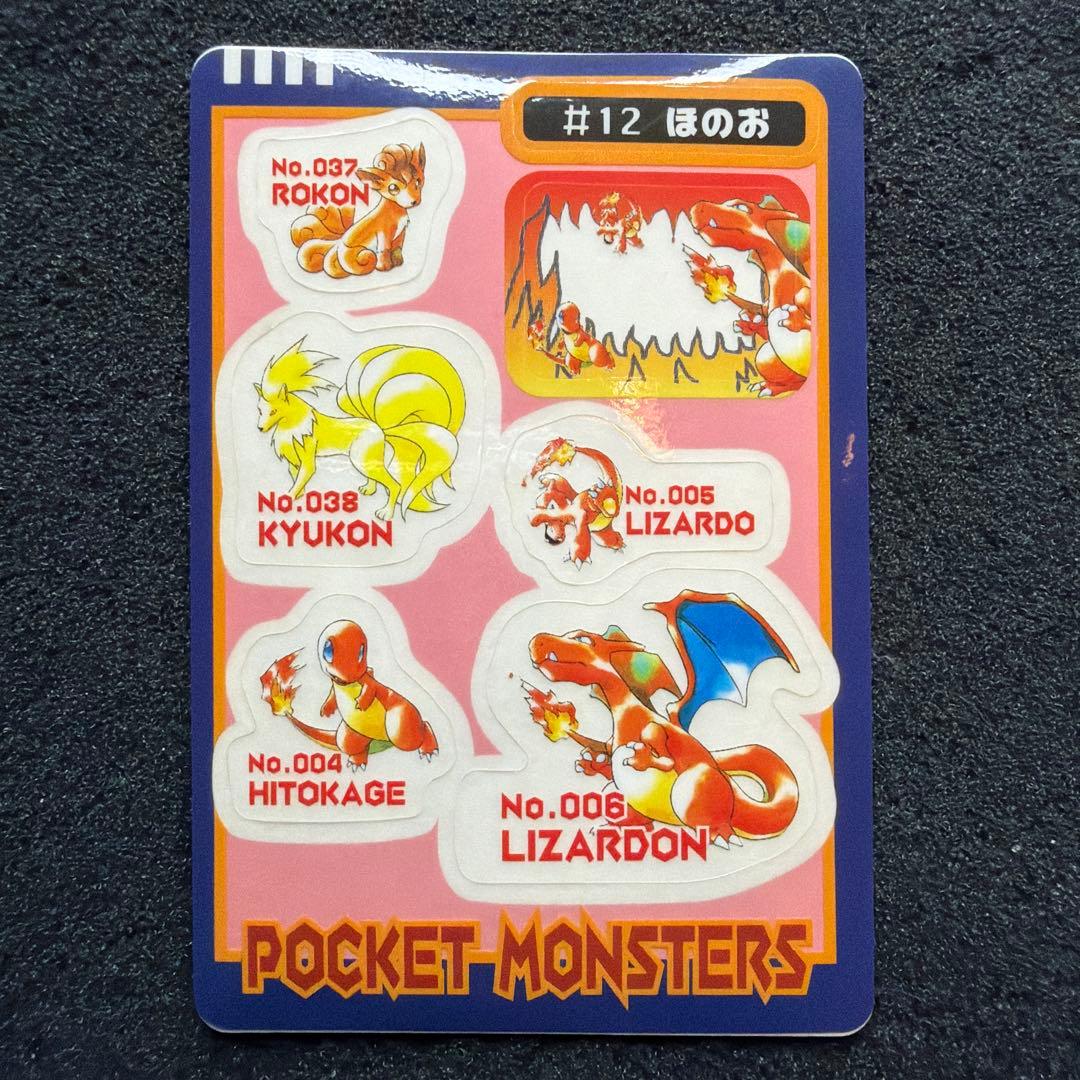 #12 ほのお
No.037
ROKON
No.038
KYUKON
No.005
LIZARDO
No.004
HITOKAGE
No.006
LIZARDON
POCKET MONSTERS